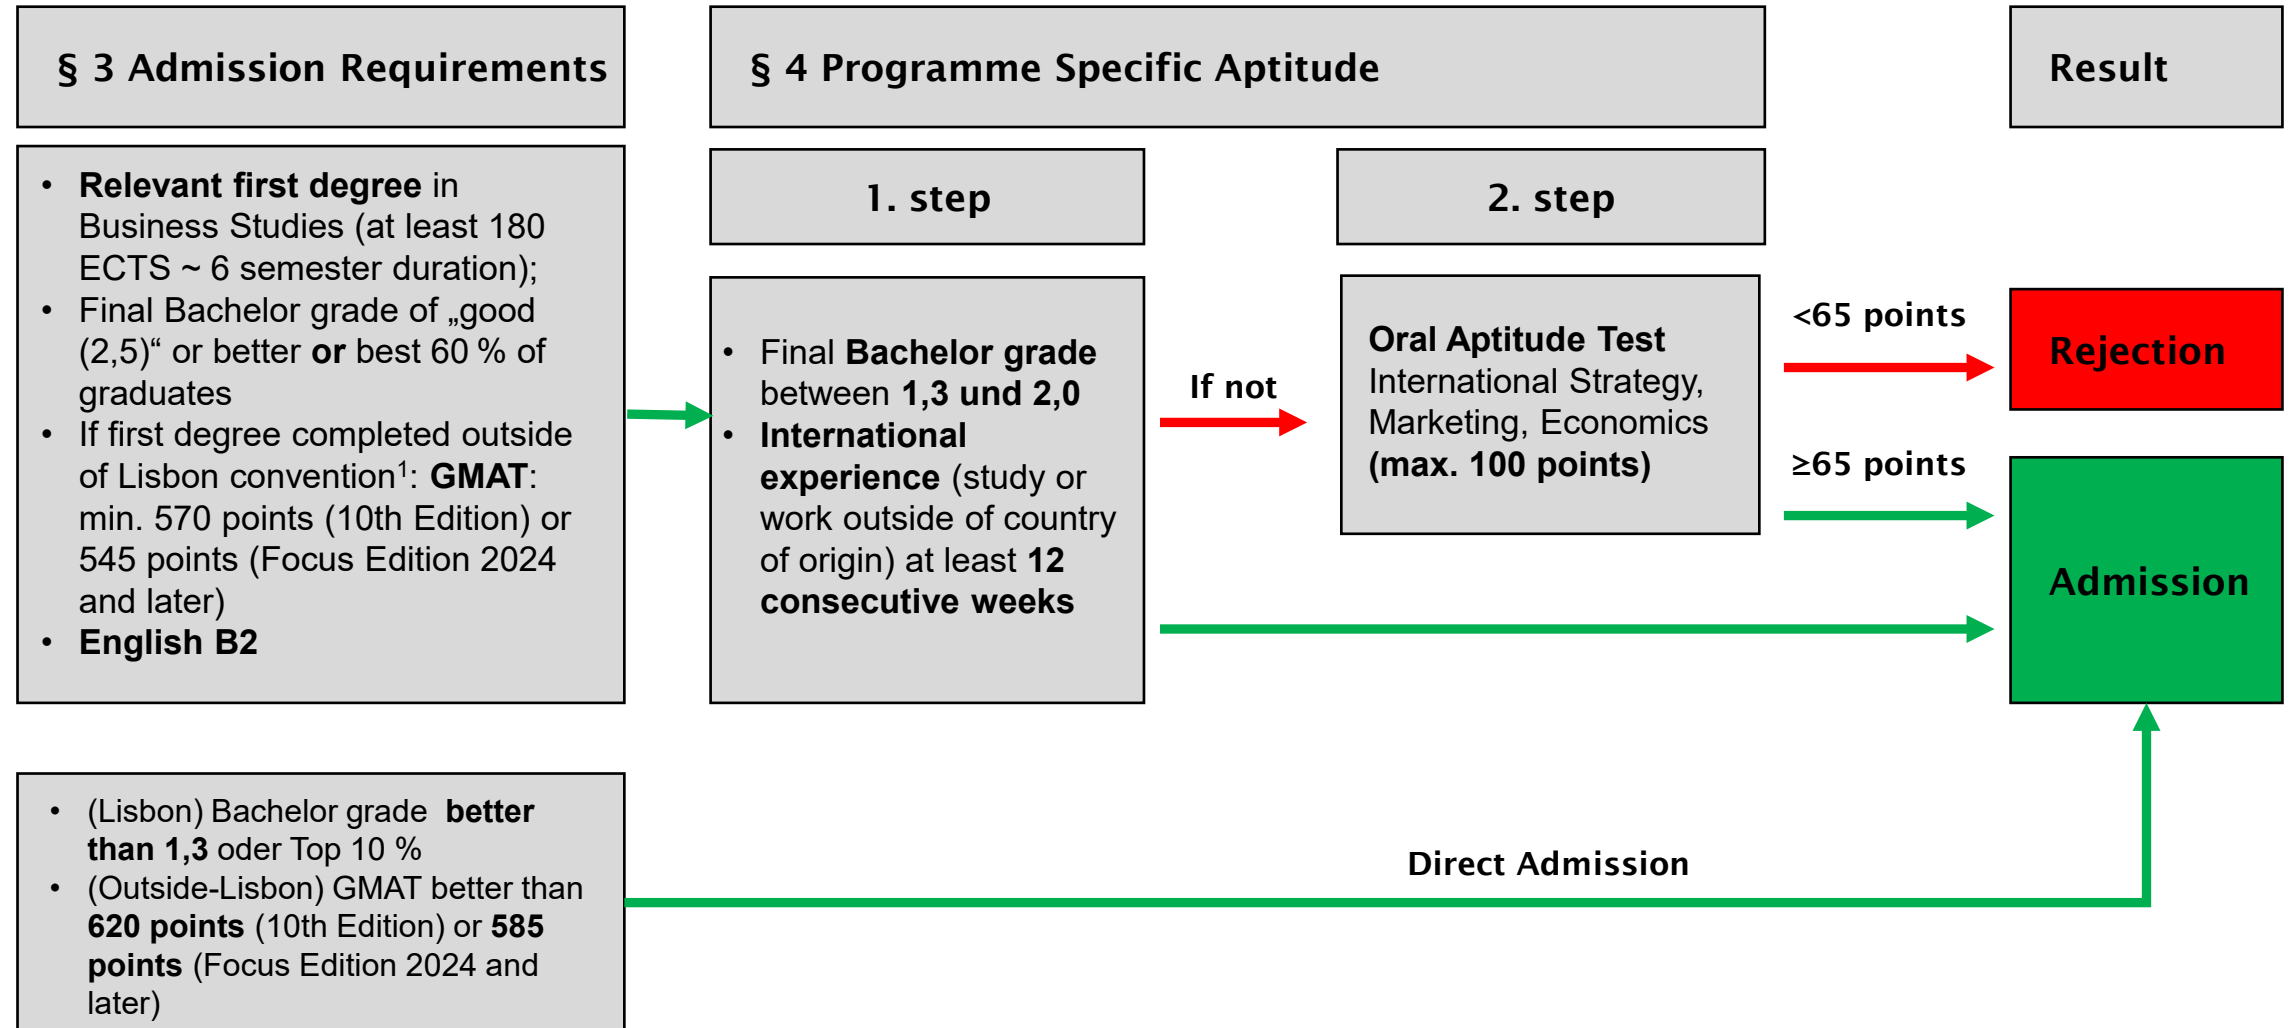 § 3 Admission Requirements
§ 4 Programme Specific Aptitude
Result
• Relevant first degree in
Business Studies (at least 180
ECTS ~ 6 semester duration);
• Final Bachelor grade of „good
(2,5)“ or better or best 60 % of
graduates
• If first degree completed outside
of Lisbon convention¹: GMAT:
min. 570 points (10th Edition) or
545 points (Focus Edition 2024
and later)
• English B2
1. step
• Final Bachelor grade
between 1,3 und 2,0
• International
experience (study or
work outside of country
of origin) at least 12
consecutive weeks
If not
2. step
Oral Aptitude Test
International Strategy,
Marketing, Economics
(max. 100 points)
<65 points
≥65 points
Rejection
Admission
• (Lisbon) Bachelor grade better
than 1,3 oder Top 10 %
• (Outside-Lisbon) GMAT better than
620 points (10th Edition) or 585
points (Focus Edition 2024 and
later)
Direct Admission